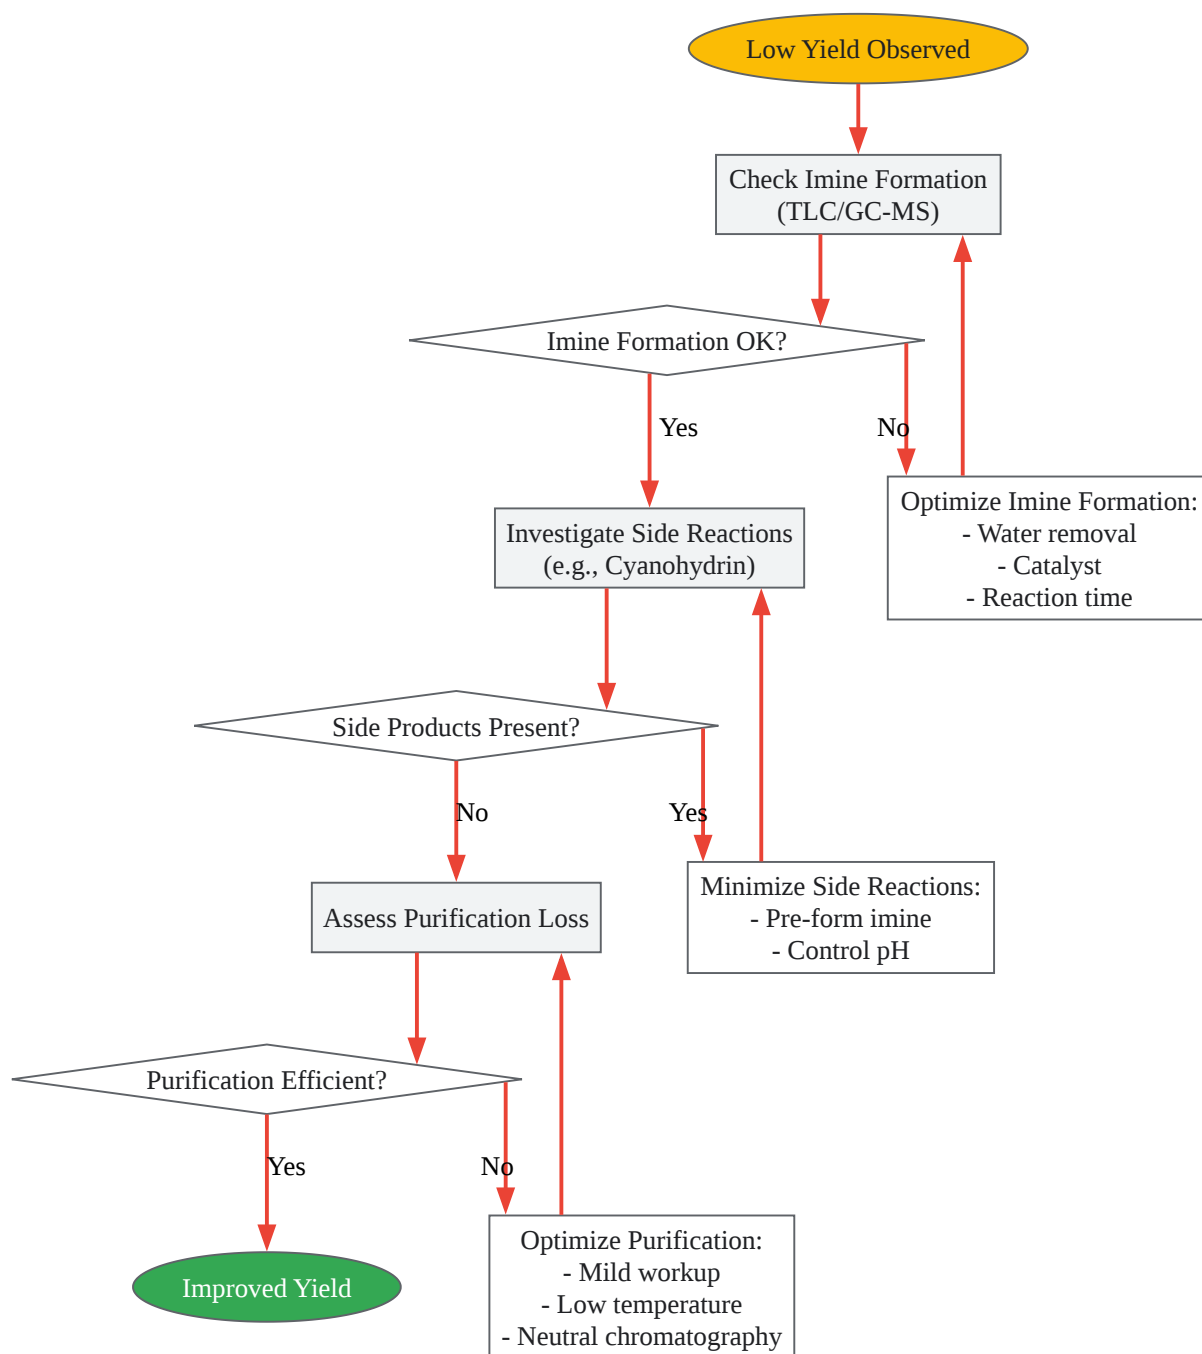 Low Yield Observed
Check Imine Formation
(TLC/GC-MS)
Imine Formation OK?
Yes
No
Optimize Imine Formation:
- Water removal
- Catalyst
- Reaction time
Investigate Side Reactions
(e.g., Cyanohydrin)
Side Products Present?
No
Yes
Minimize Side Reactions:
- Pre-form imine
- Control pH
Assess Purification Loss
Purification Efficient?
Yes
No
Optimize Purification:
- Mild workup
- Low temperature
- Neutral chromatography
Improved Yield